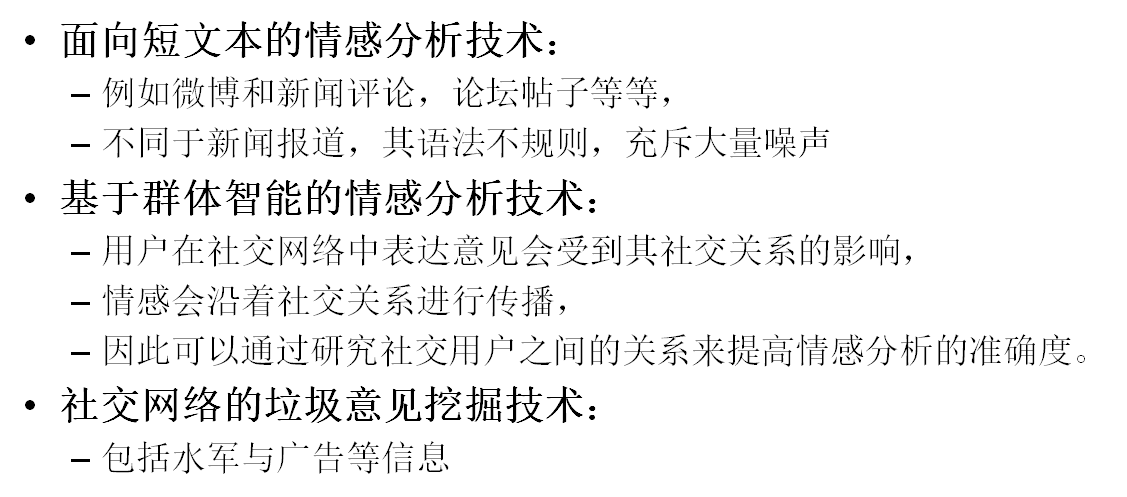 • 面向短文本的情感分析技术：
– 例如微博和新闻评论，论坛帖子等等，
– 不同于新闻报道，其语法不规则，充斥大量噪声
• 基于群体智能的情感分析技术：
– 用户在社交网络中表达意见会受到其社交关系的影响，
– 情感会沿着社交关系进行传播，
– 因此可以通过研究社交用户之间的关系来提高情感分析的准确度。
• 社交网络的垃圾意见挖掘技术：
– 包括水军与广告等信息